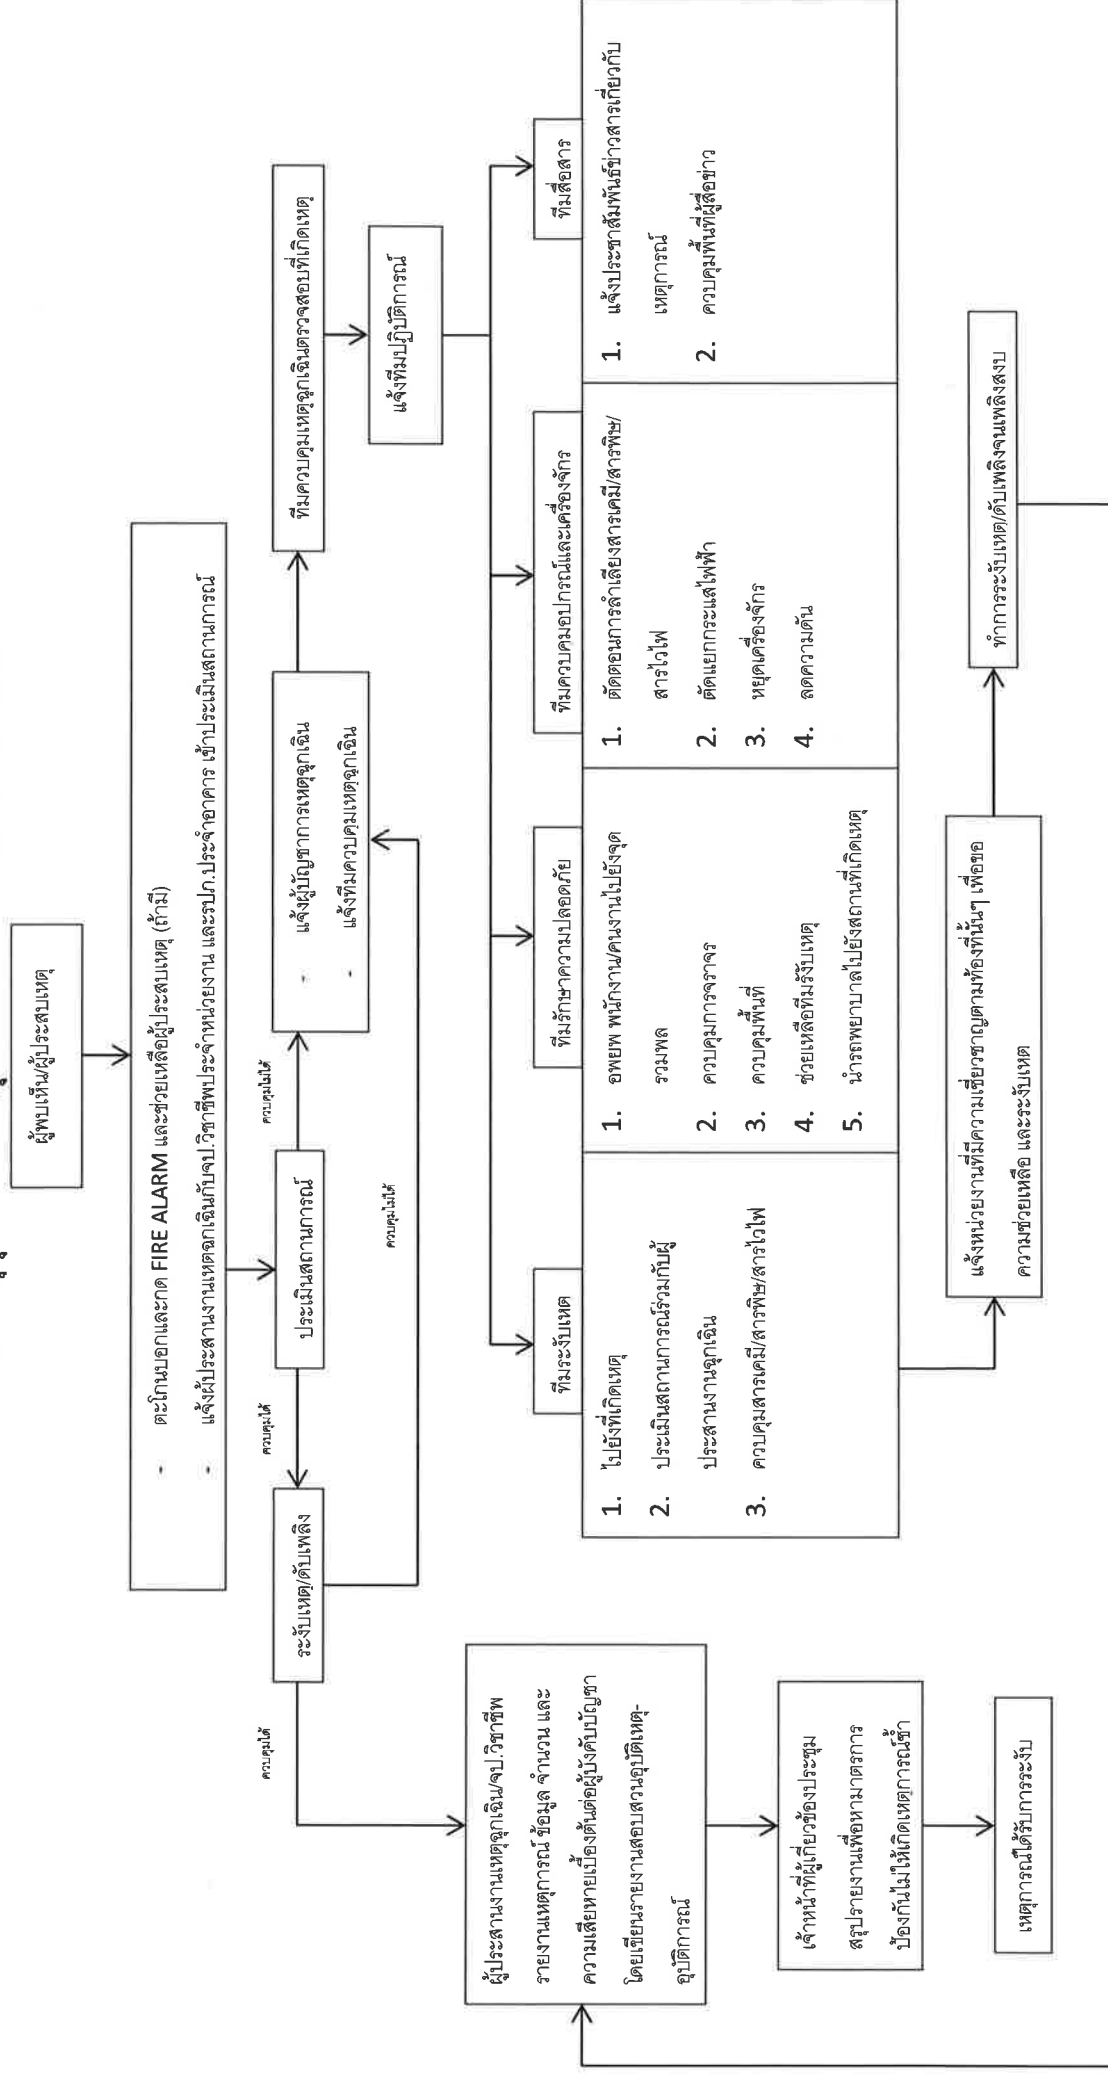 ผู้พบเห็น/ผู้ประสบเหตุ
- ตะโกนบอกและกด FIRE ALARM และช่วยเหลือผู้ประสบเหตุ (ถ้ามี)
- แจ้งผู้ประสานงานเหตุฉุกเฉินกับจป.วิชาชีพประจำหน่วยงาน และรปภ.ประจำอาคาร เข้าประเมินสถานการณ์
ควบคุมได้
ระงับเหตุ/ดับเพลิง
ควบคุมได้
ประเมินสถานการณ์
ควบคุมไม่ได้
- แจ้งผู้บัญชาการเหตุฉุกเฉิน
- แจ้งทีมควบคุมเหตุฉุกเฉิน
ควบคุมไม่ได้
ทีมควบคุมเหตุฉุกเฉินตรวจสอบที่เกิดเหตุ
แจ้งทีมปฏิบัติการณ์
ทีมระงับเหตุ
1. ไปยังที่เกิดเหตุ
2. ประเมินสถานการณ์ร่วมกับผู้
ประสานงานฉุกเฉิน
3. ควบคุมสารเคมี/สารพิษ/สารไวไฟ
ทีมรักษาความปลอดภัย
1. อพยพ พนักงาน/คนงานไปยังจุด
รวมพล
2. ควบคุมการจราจร
3. ควบคุมพื้นที่
4. ช่วยเหลือทีมรังับเหตุ
5. นำรถพยาบาลไปยังสถานที่เกิดเหตุ
ทีมควบคุมอุปกรณ์และเครื่องจักร
1. ตัดตอนการลำเลียงสารเคมี/สารพิษ/
สารไวไฟ
2. ตัดแยกกระแสไฟฟ้า
3. หยุดเครื่องจักร
4. ลดความดัน
ทีมสื่อสาร
1. แจ้งประชาสัมพันธ์ข่าวสารเกี่ยวกับ
เหตุการณ์
2. ควบคุมพื้นที่ผู้สื่อข่าว
ผู้ประสานงานเหตุฉุกเฉิน/จป.วิชาชีพ
รายงานเหตุการณ์ ข้อมูล จำนวน และ
ความเสียหายเบื้องต้นต่อผู้บังคับบัญชา
โดยเขียนรายงานสอบสวนอุบัติเหตุ-
อุบัติการณ์
เจ้าหน้าที่ผู้เกี่ยวข้องประชุม
สรุปรายงานเพื่อหามาตรการ
ป้องกันไม่ให้เกิดเหตุการณ์ซ้ำ
เหตุการณ์ได้รับการระงับ
แจ้งหน่วยงานที่มีความเชี่ยวชาญตามท้องที่นั้นๆ เพื่อขอ
ความช่วยเหลือ และระงับเหตุ
ทำการระงับเหตุ/ดับเพลิงจนเพลิงสงบ